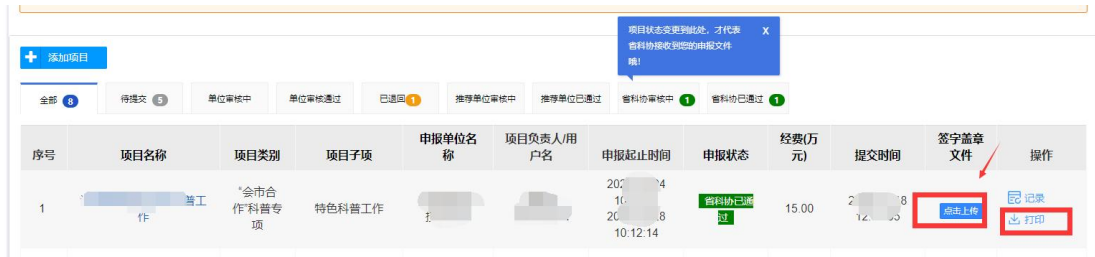 项目状态变更到此处，才代表 X
省科协接收到您的申报文件
哦！
添加项目
全部 8 待提交 5 单位审核中 单位审核通过 已退回 1 推荐单位审核中 推荐单位已通过 省科协审核中 1 省科协已通过 1
序号 项目名称 项目类别 项目子项 申报单位名称 项目负责人/用户名 申报起止时间 申报状态 经费(万元) 提交时间 签字盖章文件 操作
1
普工
作
"会市合
作"科普专
项
特色科普工作
10:12:14
省科协已通
过
15.00
点击上传
记录
打印